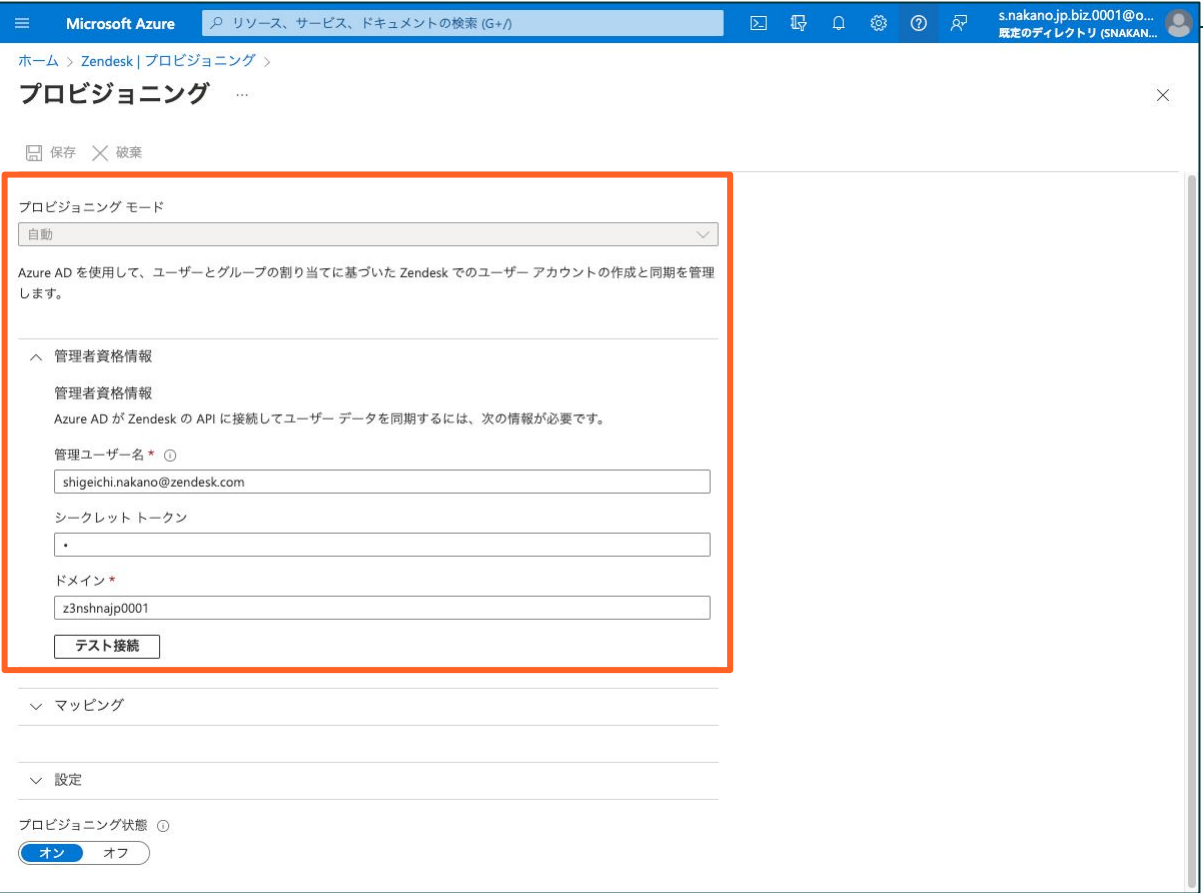 Microsoft Azure
リソース、サービス、ドキュメントの検索 (G+/)
s.nakano.jp.biz.0001@o...
既定のディレクトリ (SNAKAN...
ホーム > Zendesk | プロビジョニング >
プロビジョニング ...
保存 破棄
プロビジョニング モード
自動
Azure AD を使用して、ユーザーとグループの割り当てに基づいた Zendesk でのユーザー アカウントの作成と同期を管理
します。
管理者資格情報
管理者資格情報
Azure AD が Zendesk の API に接続してユーザー データを同期するには、次の情報が必要です。
管理ユーザー名 *
shigeichi.nakano@zendesk.com
シークレット トークン
•
ドメイン *
z3nshnajp0001
テスト接続
マッピング
設定
プロビジョニング状態
オン オフ